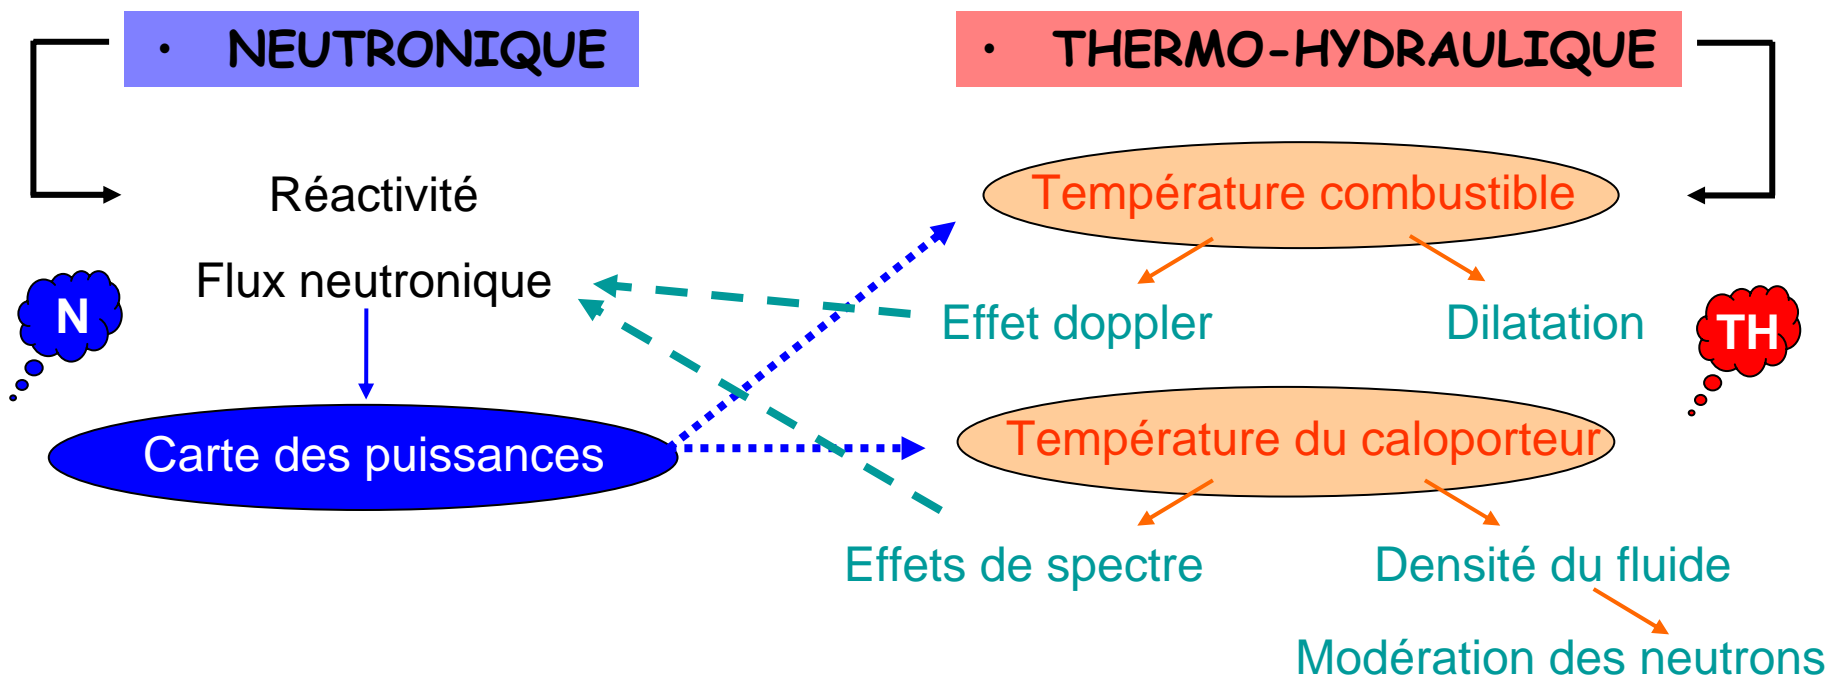 • NEUTRONIQUE
• THERMO-HYDRAULIQUE
Réactivité
Température combustible
Flux neutronique
N
Effet doppler
Dilatation
TH
Carte des puissances
Température du caloporteur
Effets de spectre
Densité du fluide
Modération des neutrons